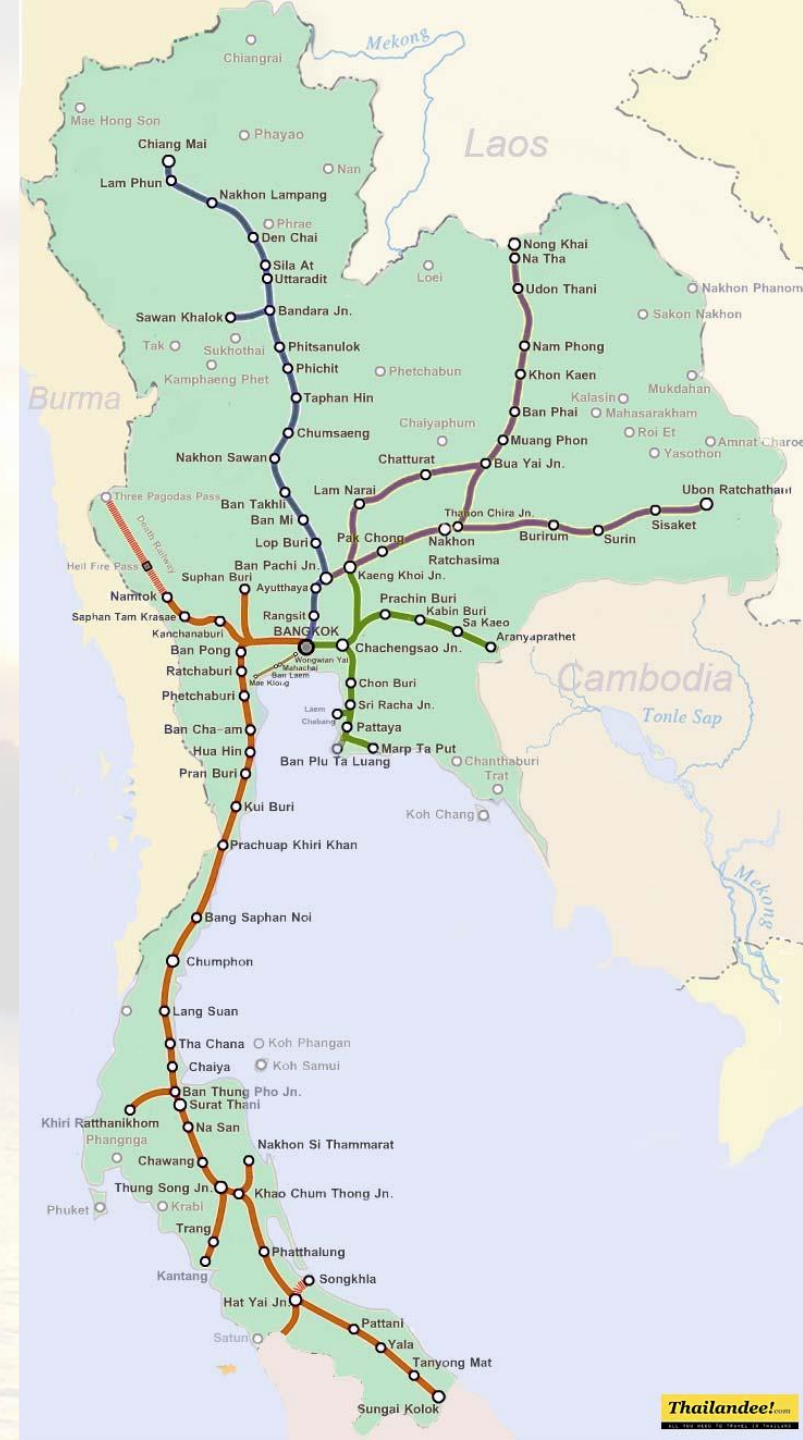 Mekong
Chiangrai
Mae Hong Son
Chiang Mai
Phayao
Laos
Nan
Lam Phun
Nakhon Lampang
Phrae
Den Chai
Nong Khai
Na Tha
Sila At
Uttaradit
Loei
Udon Thani
Nakhon Phanom
Sawan Khalok
Bandara Jn.
Sakon Nakhon
Tak
Sukhothai
Phitsanulok
Nam Phong
Kamphaeng Phet
Phichit
Phetchabun
Khon Kaen
Mukdahan
Burma
Taphan Hin
Kalasin
Ban Phai
Mahasarakham
Chaiyaphum
Chumsaeng
Muang Phon
Roi Et
Amnat Charoe
Nakhon Sawan
Chatturat
Bua Yai Jn.
Yasothon
Three Pagodas Pass
Lam Narai
Ubon Ratchathani
Ban Takhli
Thanon Chira Jn.
Ban Mi
Death Railway
Pak Chong
Nakhon
Ratchasima
Burirum
Surin
Sisaket
Lop Buri
Hell Fire Pass
Ban Pachi Jn.
Kaeng Khoi Jn.
Suphan Buri
Ayutthaya
Namtok
Prachin Buri
Kabin Buri
Saphan Tam Krasae
Rangsit
Sa Kaeo
Kanchanaburi
BANGKOK
Aranyaprathet
Ban Pong
Chachengsao Jn.
Wongwian Yai
Mahachai
Ban Laem
Mae Klong
Ratchaburi
Cambodia
Phetchaburi
Chon Buri
Laem
Chabang
Sri Racha Jn.
Tonle Sap
Ban Cha-am
Pattaya
Hua Hin
Marp Ta Put
Ban Plu Ta Luang
Chanthaburi
Pran Buri
Trat
Kui Buri
Koh Chang
Prachuap Khiri Khan
Mekong
Bang Saphan Noi
Chumphon
Lang Suan
Tha Chana
Koh Phangan
Chaiya
Koh Samui
Ban Thung Pho Jn.
Surat Thani
Khiri Ratthanikhom
Na San
Phangnga
Nakhon Si Thammarat
Chawang
Thung Song Jn.
Khao Chum Thong Jn.
Phuket
Krabi
Trang
Phatthalung
Kantang
Songkhla
Hat Yai Jn.
Pattani
Satun
Yala
Tanyong Mat
Sungai Kolok
Thailandee!.com
ALL YOU NEED TO TRAVEL IN THAILAND